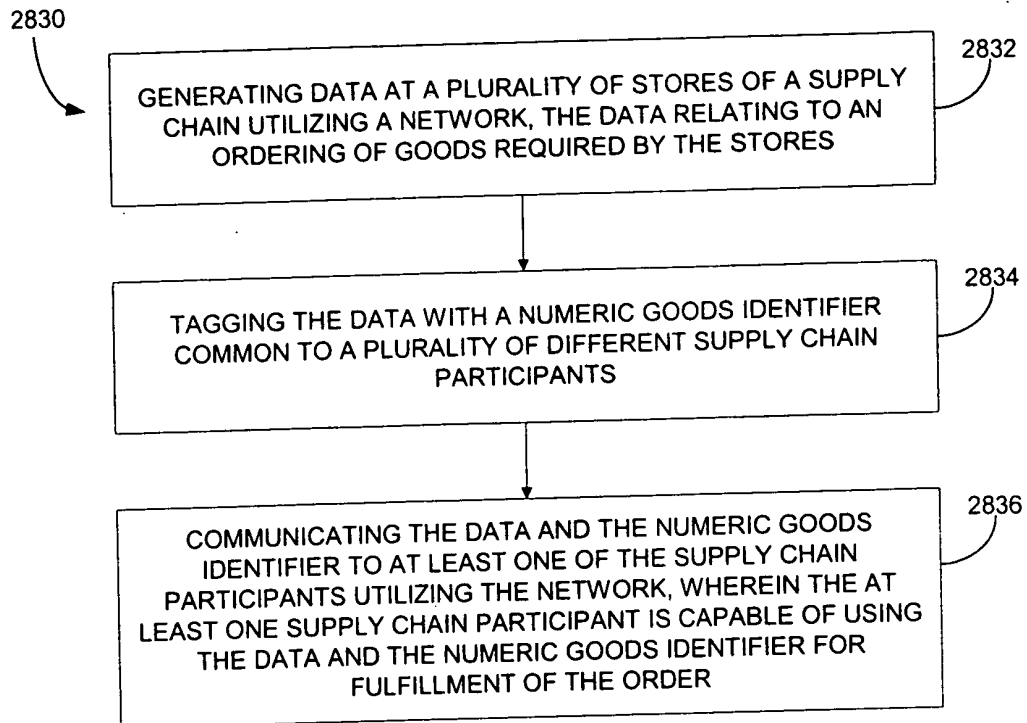 2830
2832
GENERATING DATA AT A PLURALITY OF STORES OF A SUPPLY
CHAIN UTILIZING A NETWORK, THE DATA RELATING TO AN
ORDERING OF GOODS REQUIRED BY THE STORES
2834
TAGGING THE DATA WITH A NUMERIC GOODS IDENTIFIER
COMMON TO A PLURALITY OF DIFFERENT SUPPLY CHAIN
PARTICIPANTS
2836
COMMUNICATING THE DATA AND THE NUMERIC GOODS
IDENTIFIER TO AT LEAST ONE OF THE SUPPLY CHAIN
PARTICIPANTS UTILIZING THE NETWORK, WHEREIN THE AT
LEAST ONE SUPPLY CHAIN PARTICIPANT IS CAPABLE OF USING
THE DATA AND THE NUMERIC GOODS IDENTIFIER FOR
FULFILLMENT OF THE ORDER